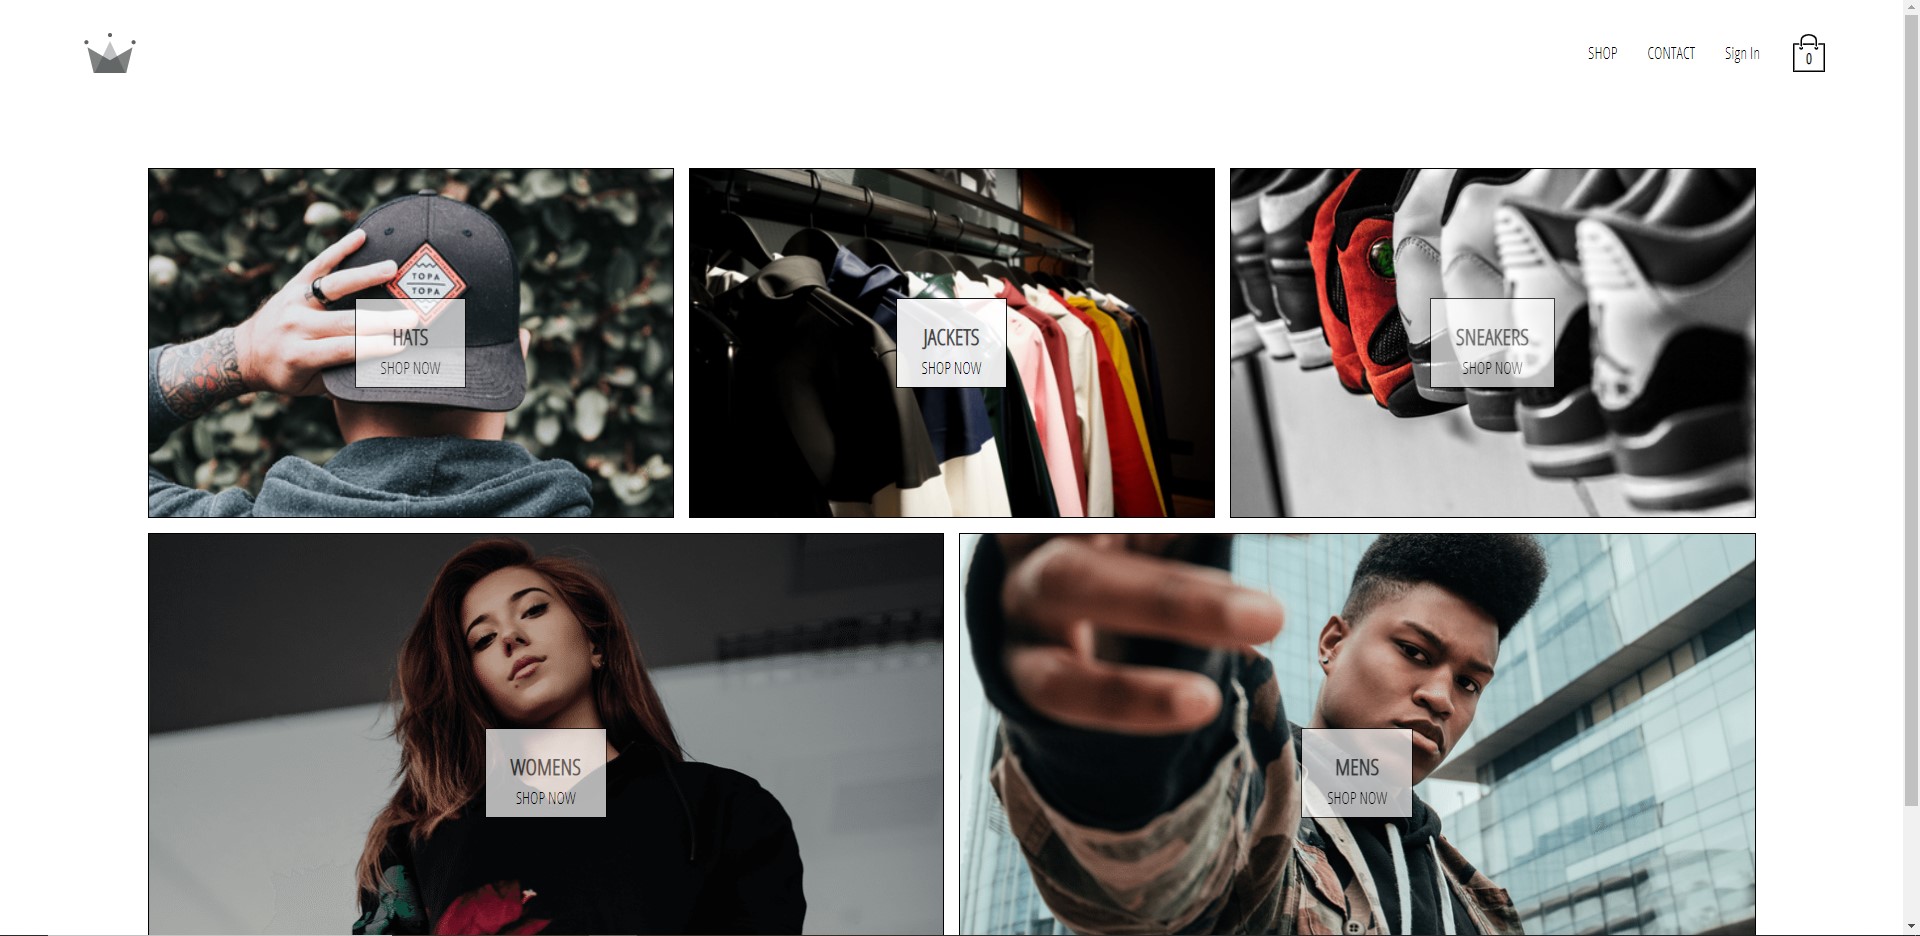 SHOP
CONTACT
Sign In
0
TOPA
TOPA
HATS
SHOP NOW
JACKETS
SHOP NOW
SNEAKERS
SHOP NOW
WOMENS
SHOP NOW
MENS
SHOP NOW